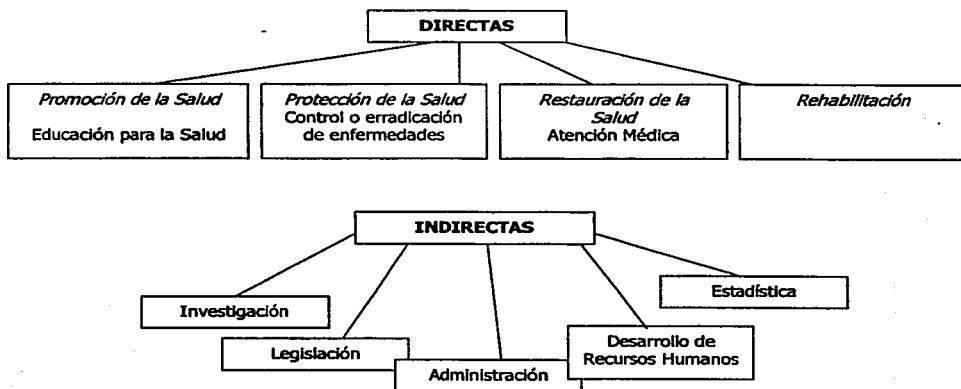 DIRECTAS
Promoción de la Salud
Educación para la Salud
Protección de la Salud
Control o erradicación
de enfermedades
Restauración de la
Salud
Atención Médica
Rehabilitación
INDIRECTAS
Investigación
Legislación
Administración
Desarrollo de
Recursos Humanos
Estadística